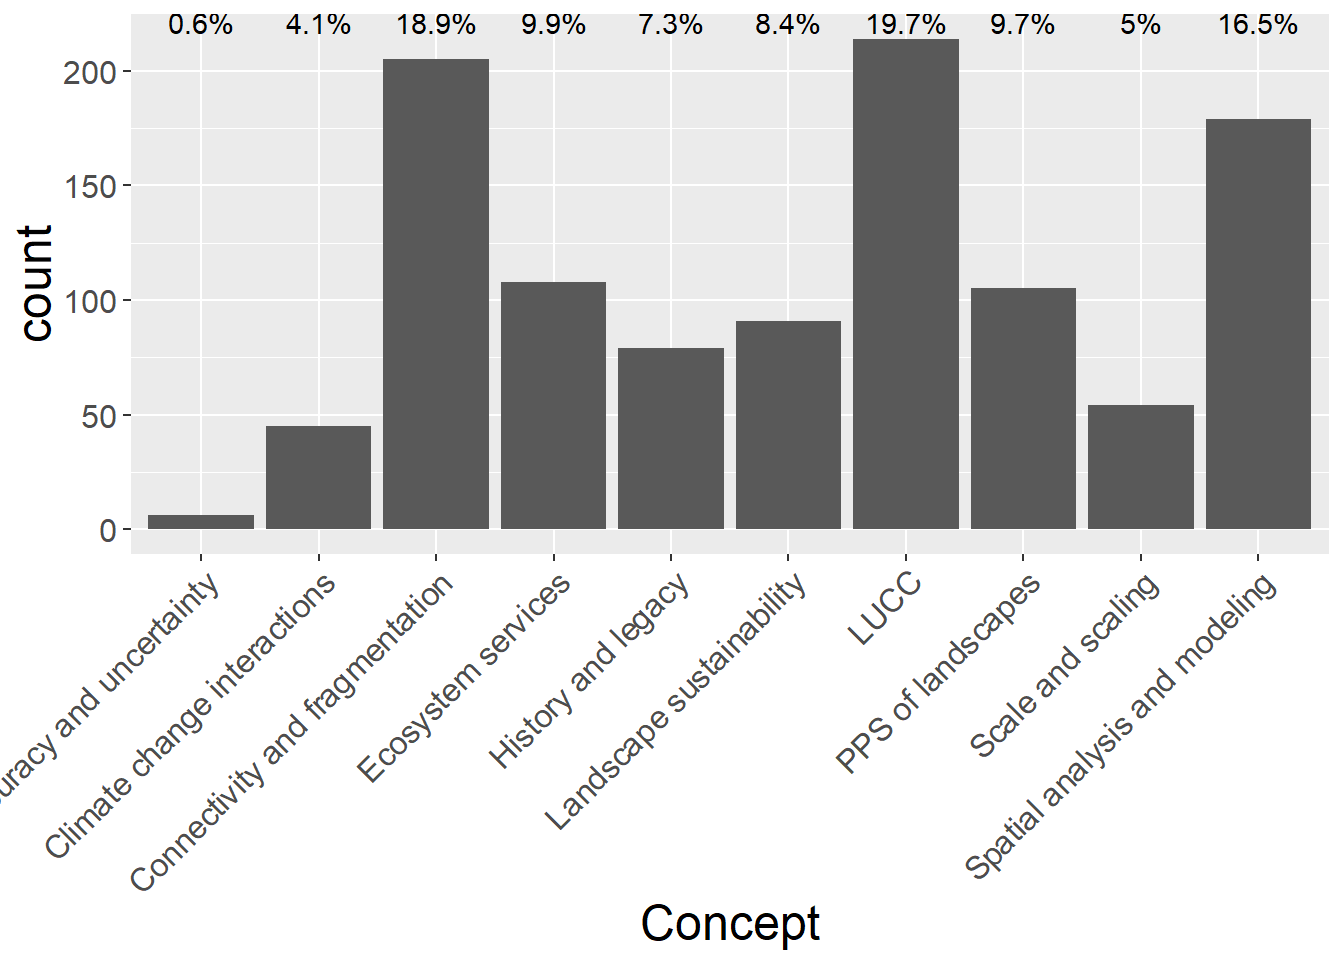 0.6% 4.1% 18.9% 9.9% 7.3% 8.4% 19.7% 9.7% 5% 16.5%
200
150
100
50
0
count
and uncertainty
Climate change interactions
Connectivity and fragmentation
Ecosystem services
History and legacy
Landscape sustainability
LUCC
PPS of landscapes
Scale and scaling
Spatial analysis and modeling
Concept